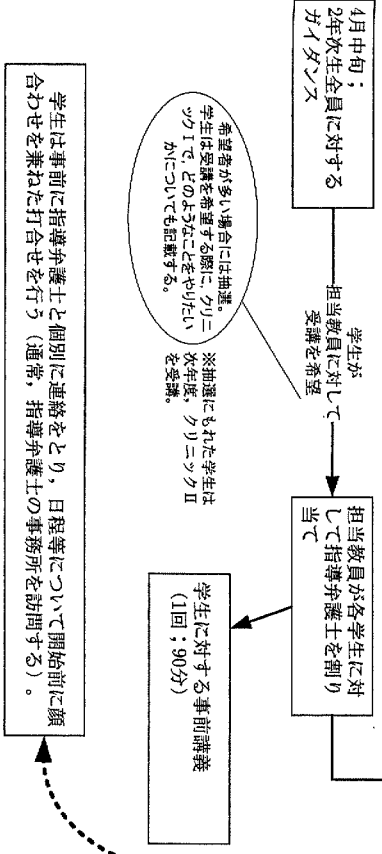 4月中旬；
2年次生全員に対する
ガイダンス
学生が
担当教員に対して
受講を希望
担当教員が各学生に対
して指導弁護士を割り
当て
希望者が多い場合には抽選。
学生は受講を希望する際に，クリニ
ックⅠで，どのようなことをやりたい
かについても記載する。
※抽選にもれた学生は
次年度，クリニックⅡ
を受講。
学生に対する事前講義
(1回；90分)
学生は事前に指導弁護士と個別に連絡をとり，日程等について開始前に顔
合わせを兼ねた打合せを行う（通常，指導弁護士の事務所を訪問する）。